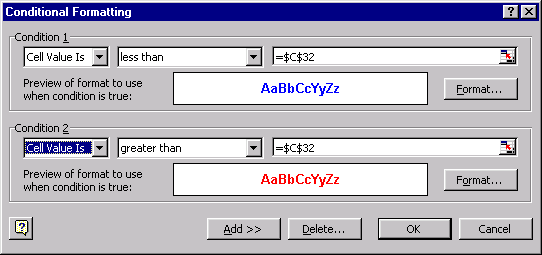 Conditional Formatting
Condition 1
Cell Value Is less than =$C$32
Preview of format to use
when condition is true:
AaBbCcYyZz
Format...
Condition 2
Cell Value Is greater than =$C$32
Preview of format to use
when condition is true:
AaBbCcYyZz
Format...
? Add >> Delete... OK Cancel